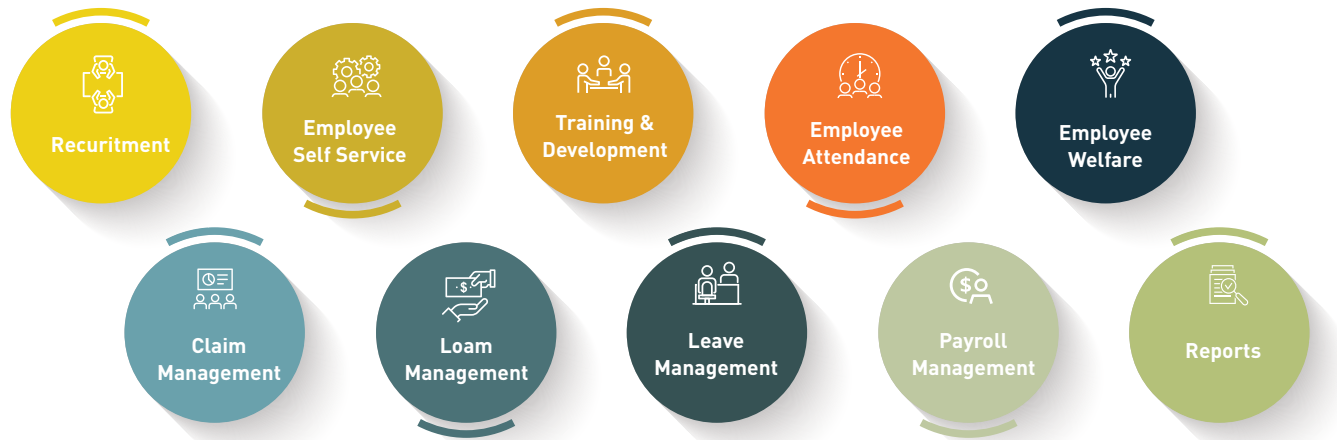 Recuritment
Employee
Self Service
Training &
Development
Employee
Attendance
Employee
Welfare
Claim
Management
Loam
Management
Leave
Management
Payroll
Management
Reports